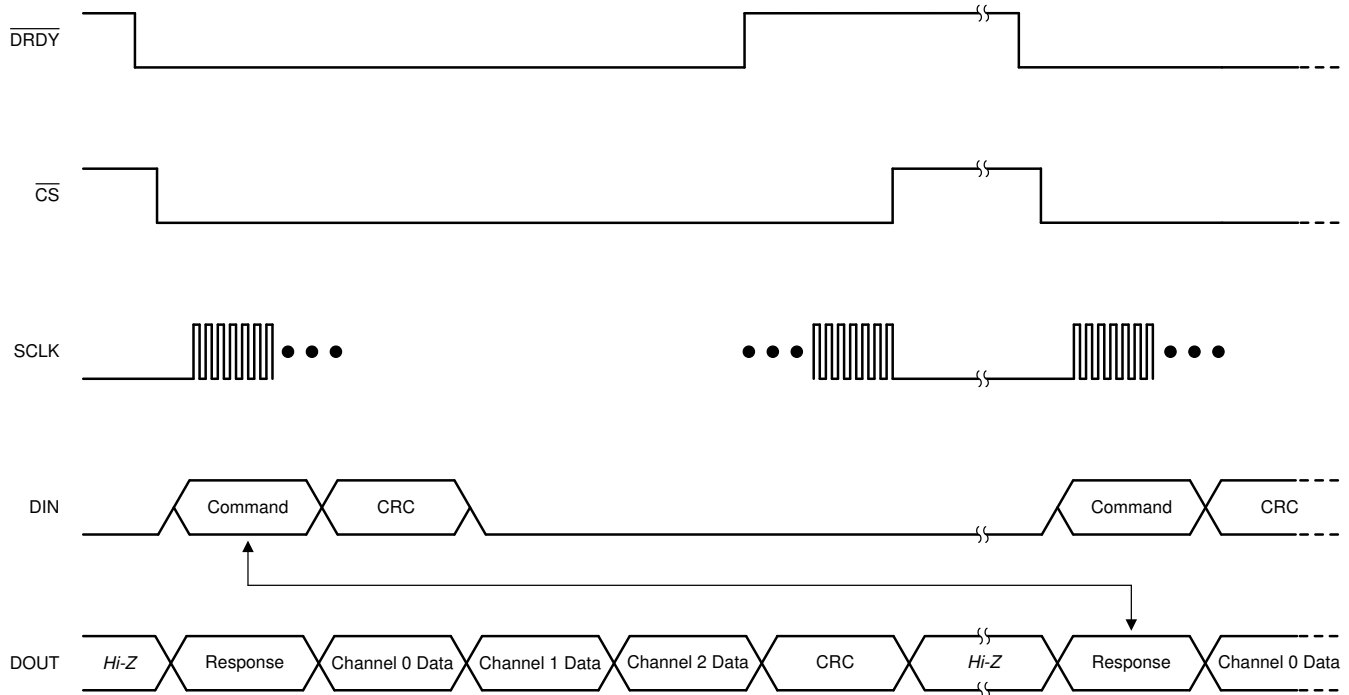 DRDY
CS
SCLK
DIN Command CRC Command CRC
DOUT Hi-Z Response Channel 0 Data Channel 1 Data Channel 2 Data CRC Hi-Z Response Channel 0 Data